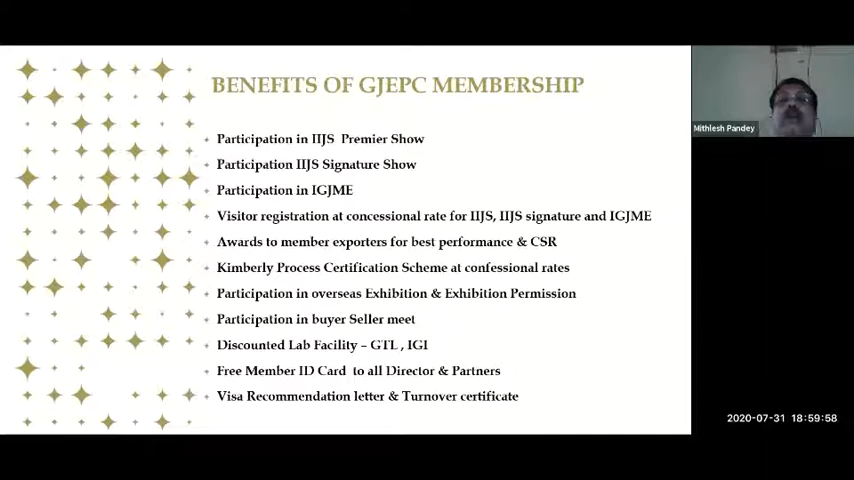 BENEFITS OF GJEPC MEMBERSHIP
Participation in IIJS Premier Show
Participation IIJS Signature Show
Participation in IGJME
Visitor registration at concessional rate for IIJS, IIJS signature and IGJME
Awards to member exporters for best performance & CSR
Kimberly Process Certification Scheme at confessional rates
Participation in overseas Exhibition & Exhibition Permission
Participation in buyer Seller meet
Discounted Lab Facility – GTL , IGI
Free Member ID Card to all Director & Partners
Visa Recommendation letter & Turnover certificate
Mithlesh Pandey
2020-07-31 18:59:58